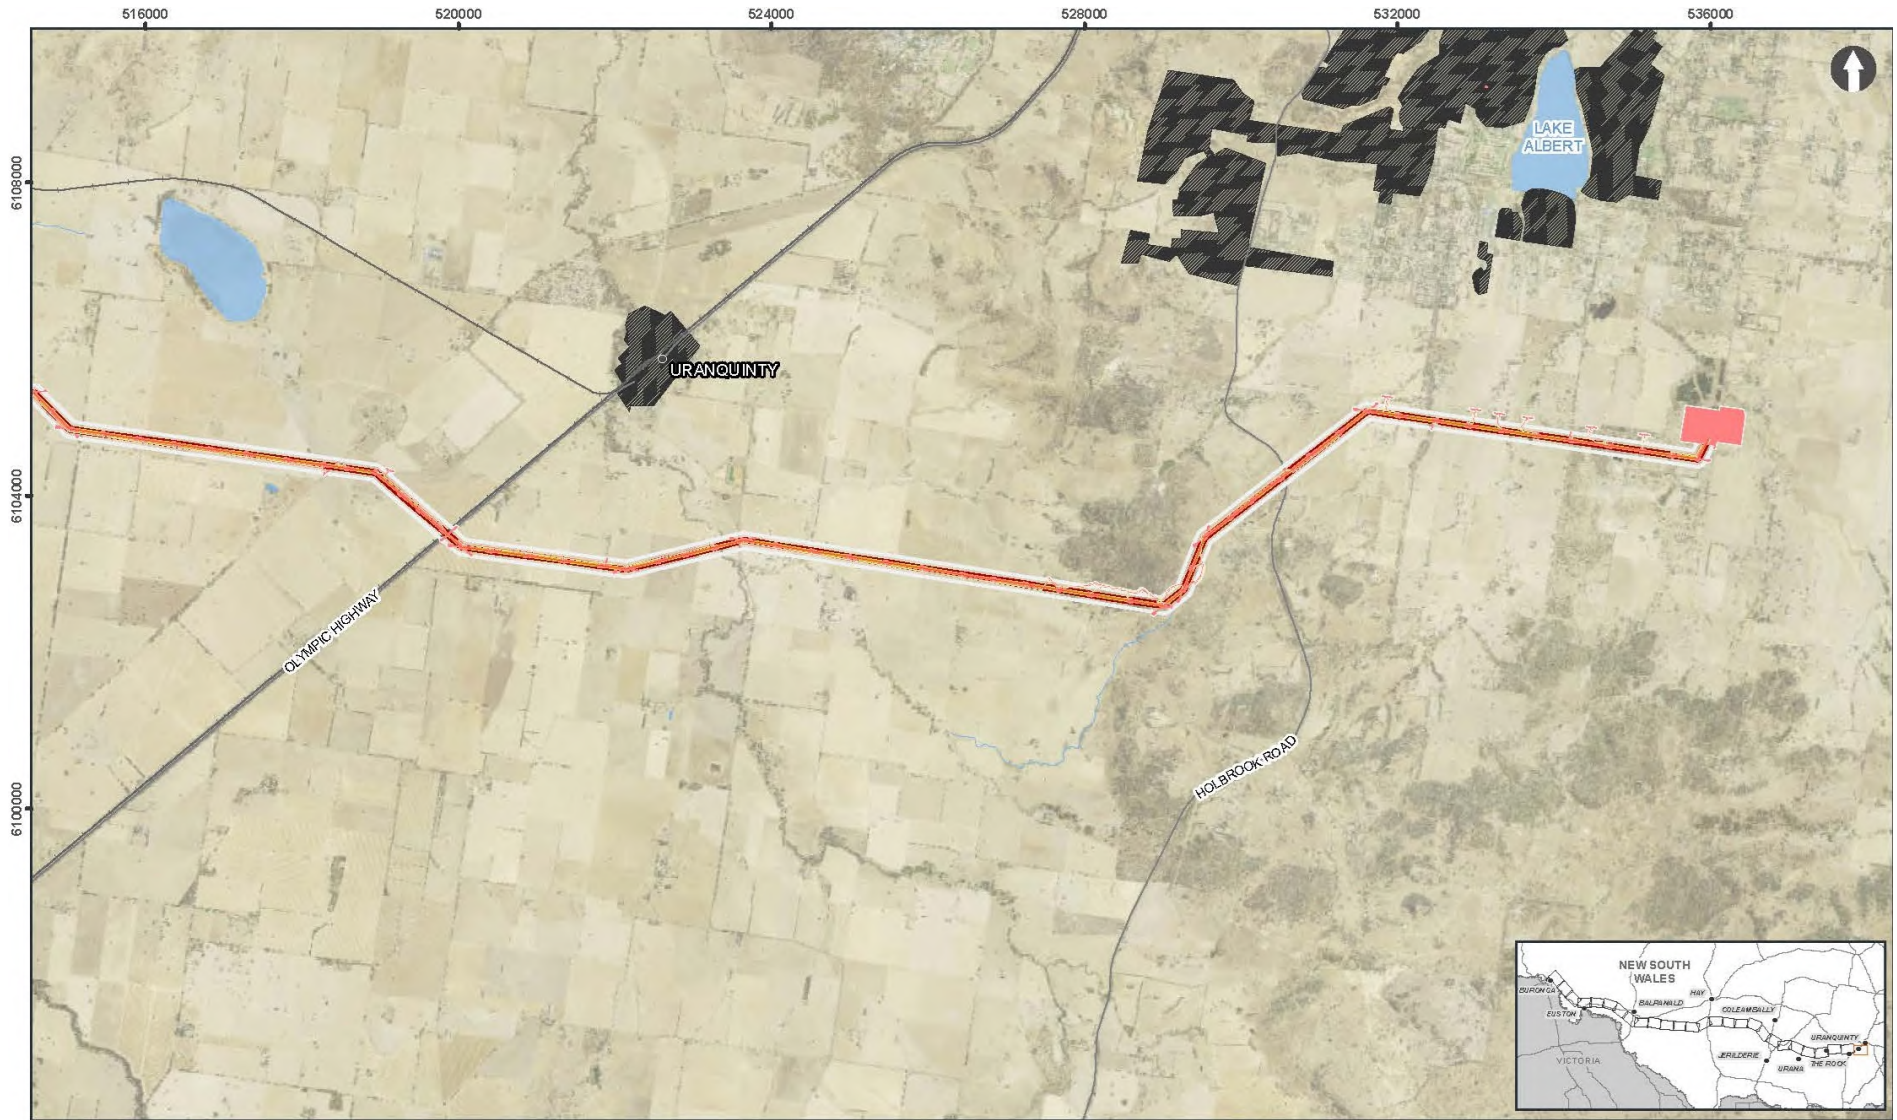 516000
520000
524000
528000
532000
536000
6108000
6104000
6100000
LAKE
ALBERT
URANQUINTY
OLYMPIC HIGHWAY
HOLBROOK ROAD
NEW SOUTH
WALES
BURONGA
EUSTON
BALRANALD
HAY
COLEAMBALLY
URANQUINTY
JERILDERIE
THE ROCK
URANA
VICTORIA